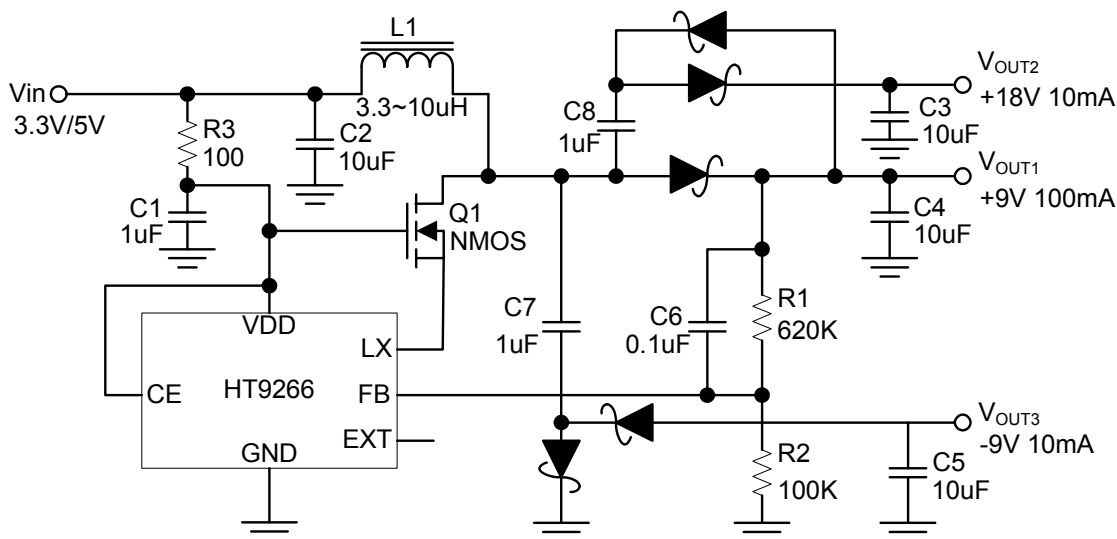 L1
3.3~10uH
Vin
3.3V/5V
R3
100
C2
10uF
C1
1uF
Q1
NMOS
C8
1uF
VOUT2
+18V 10mA
C3
10uF
VOUT1
+9V 100mA
C4
10uF
C7
1uF
C6
0.1uF
R1
620K
VDD
LX
CE
HT9266
FB
EXT
GND
VOUT3
-9V 10mA
R2
100K
C5
10uF